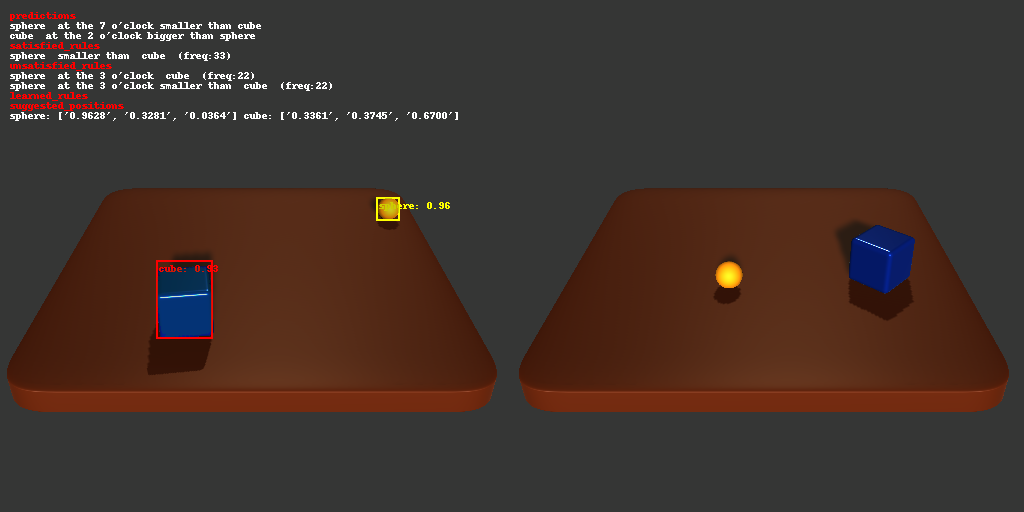 predictions
sphere at the 7 o'clock smaller than cube
cube at the 2 o'clock bigger than sphere
satisfied_rules
sphere smaller than cube (freq:33)
unsatisfied_rules
sphere at the 3 o'clock cube (freq:22)
sphere at the 3 o'clock smaller than cube (freq:22)
learned_rules
suggested_positions
sphere: ['0.9628', '0.3281', '0.0364'] cube: ['0.3361', '0.3745', '0.6700']
sphere: 0.96
cube: